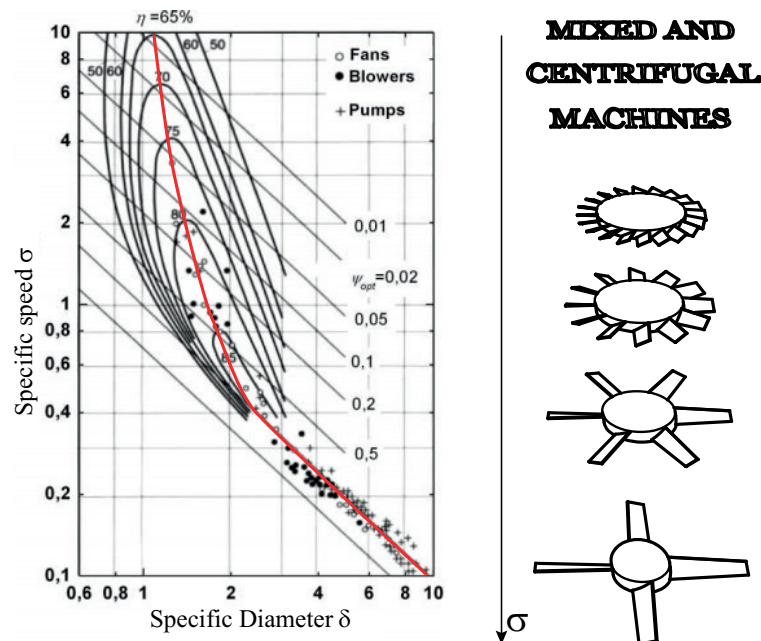 η =65%
60 50
50 60
70
75
80
85
Fans
Blowers
Pumps
0,01
ψopt=0,02
0,05
0,1
0,2
0,5
10
8
6
4
2
1
0,8
0,6
0,4
0,2
0,1
0,6 0,8 1 2 4 6 8 10
Specific speed σ
Specific Diameter δ
MIXED AND
CENTRIFUGAL
MACHINES
σ